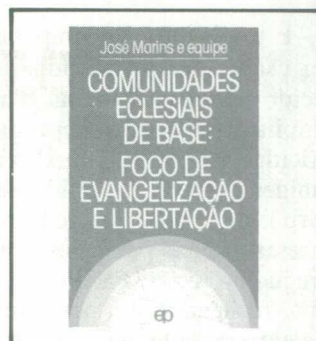 José Marins e equipe
COMUNIDADES
ECLESIAIS
DE BASE:
FOCO DE
EVANGELIZAÇÃO
E LIBERTAÇÃO
ep